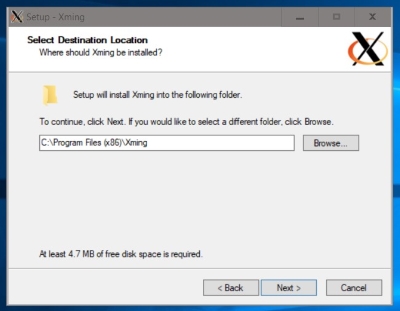 Setup - Xming
Select Destination Location
Where should Xming be installed?
Setup will install Xming into the following folder.
To continue, click Next. If you would like to select a different folder, click Browse.
C:\Program Files (x86)\Xming
Browse...
At least 4.7 MB of free disk space is required.
< Back
Next >
Cancel